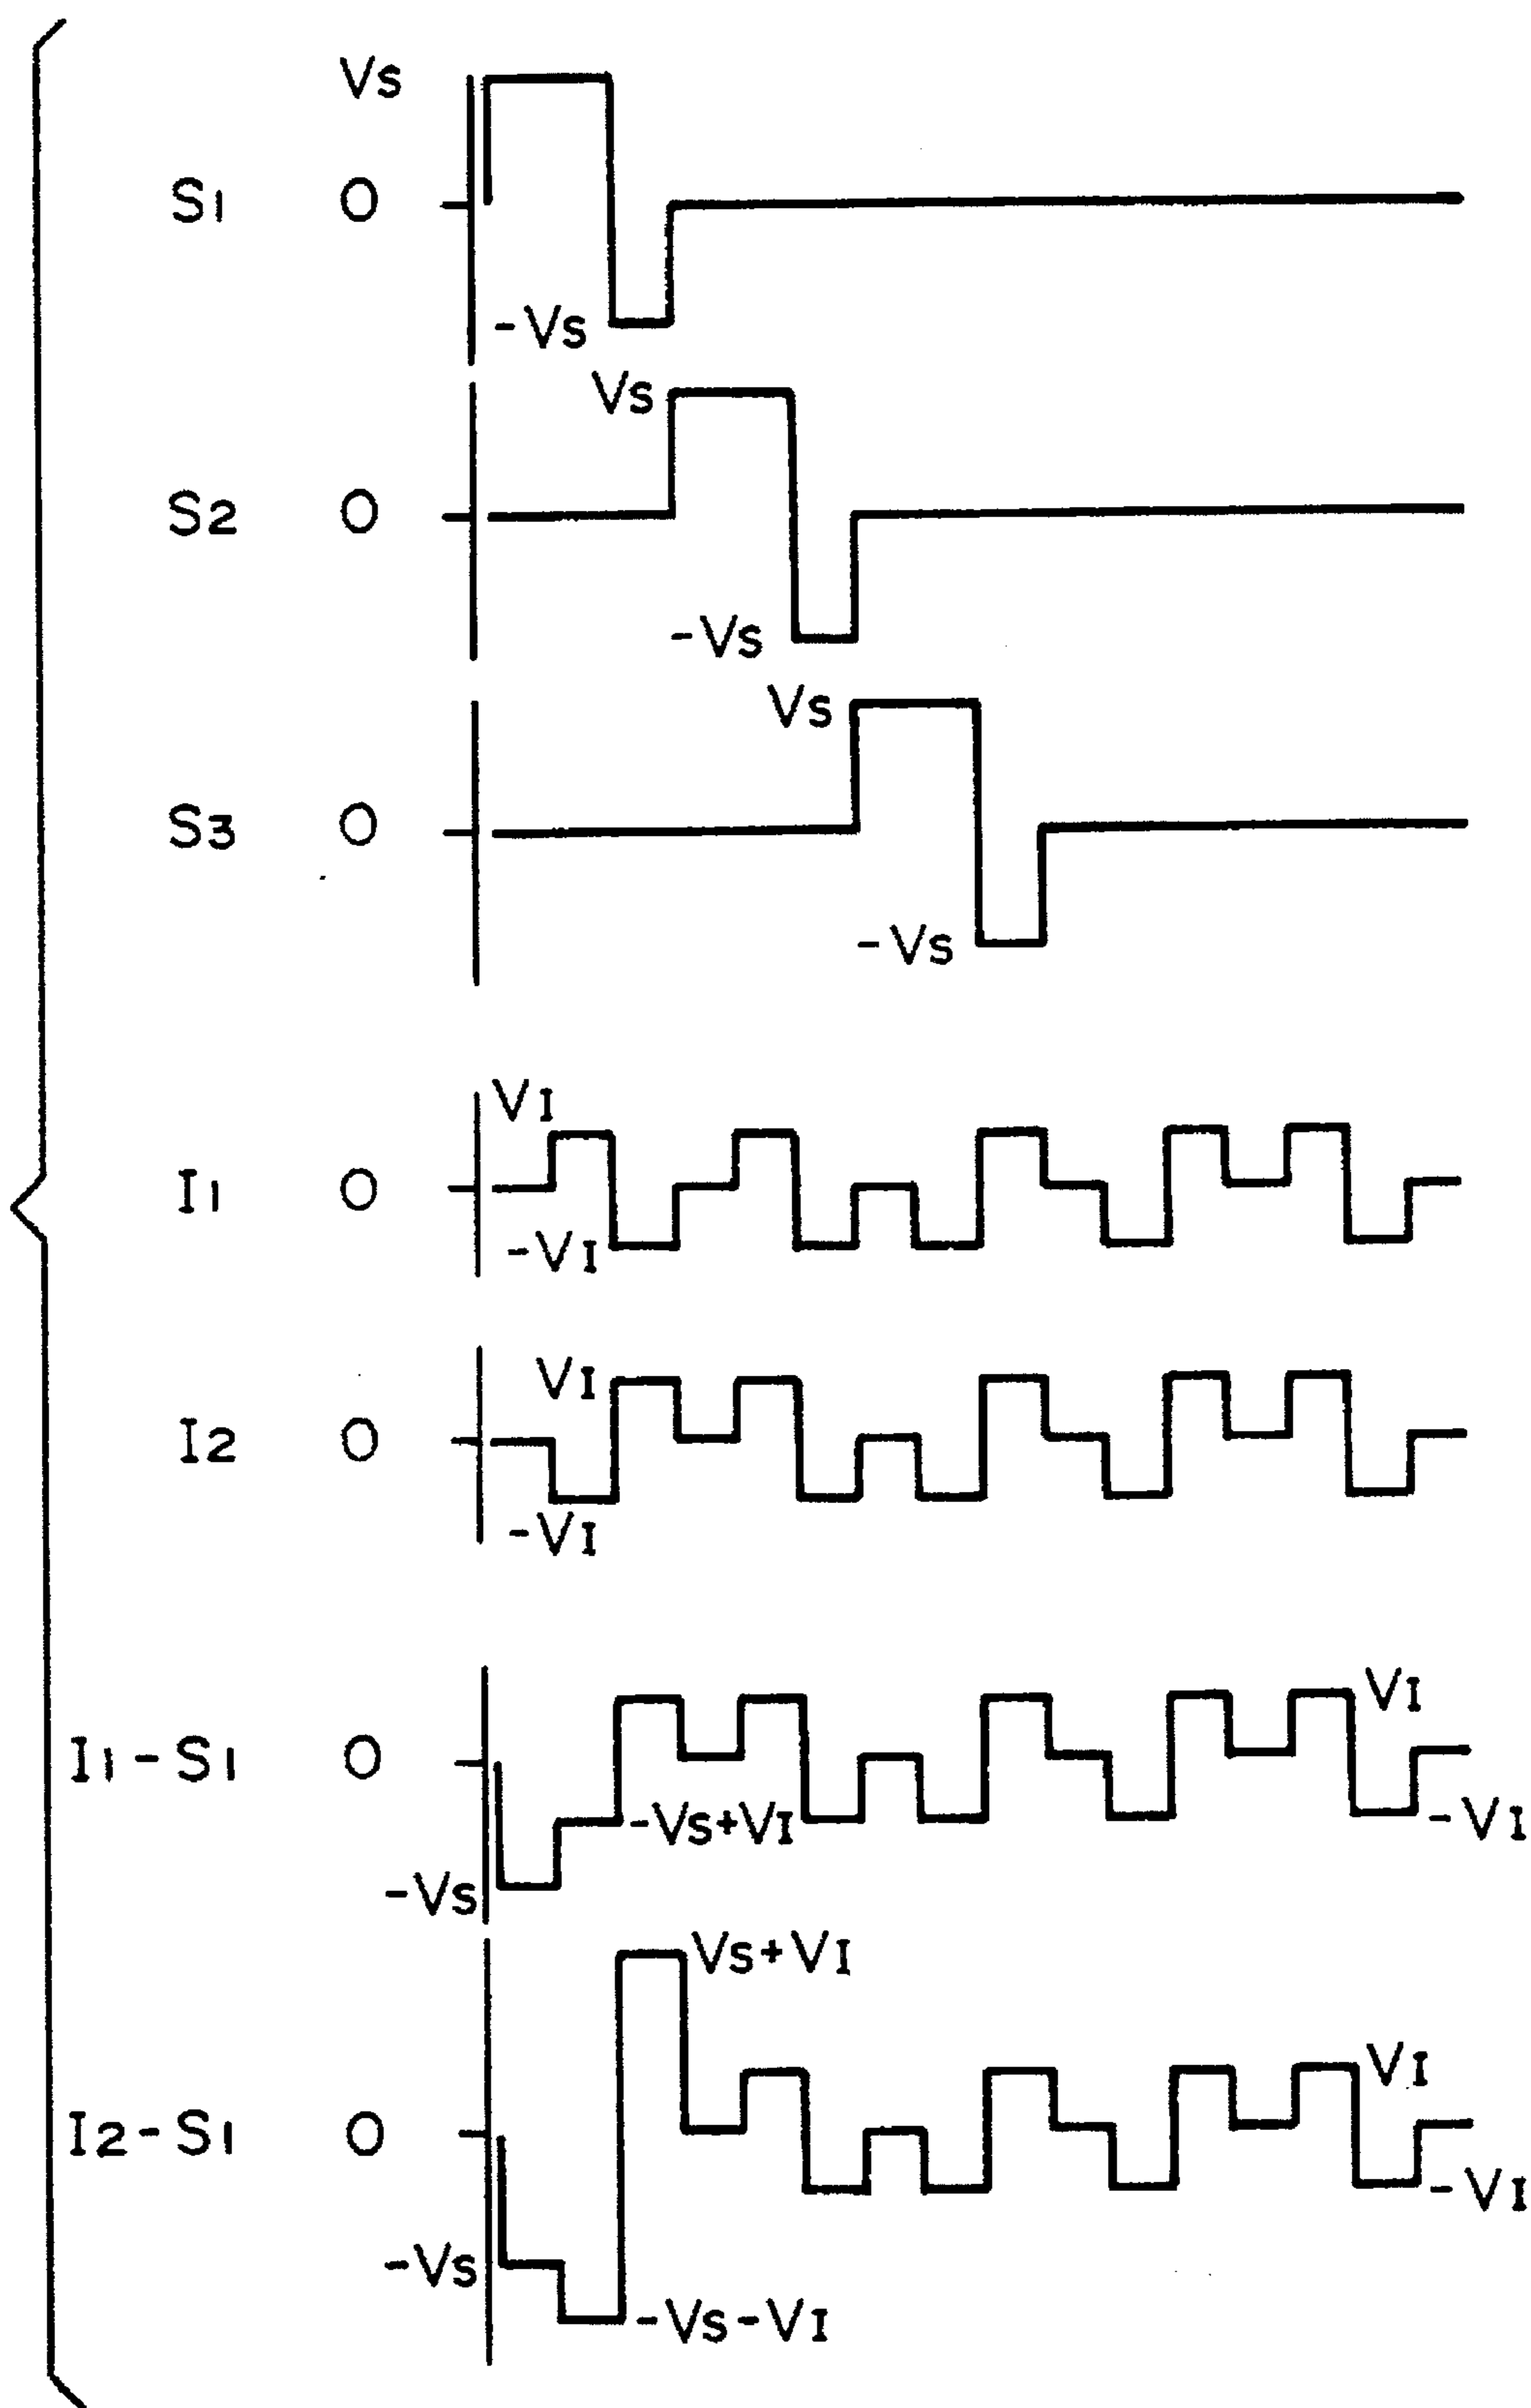 Vs
S1 0
-Vs
Vs
S2 0
-Vs
Vs
S3 0
-Vs
VI
I1 0
-VI
VI
I2 0
-VI
VI
I1-S1 0
-Vs+VI
-VI
-Vs
Vs+VI
VI
I2-S1 0
-VI
-Vs
-Vs-VI